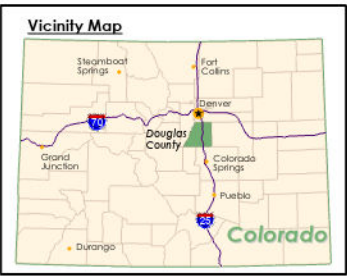 Vicinity Map
Steamboat
Springs
Fort
Collins
Denver
70
Douglas
County
Grand
Junction
Colorado
Springs
Pueblo
25
Colorado
Durango